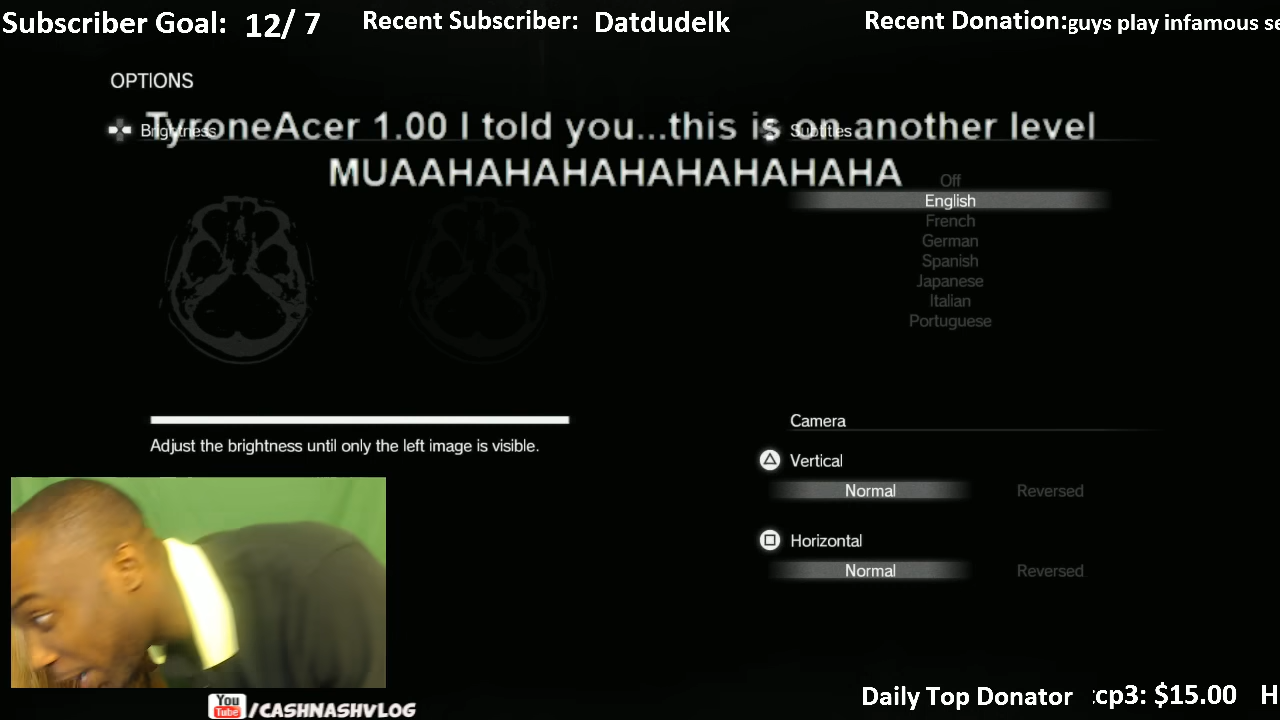 Subscriber Goal: 12/ 7
Recent Subscriber: Datdudelk
Recent Donation:guys play infamous se
OPTIONS
TyroneAcer 1.00 I told you...this is on another level
MUAAHAHAHAHAHAHAHAHA
Brightness
Subtitles
Off
English
French
German
Spanish
Japanese
Italian
Portuguese
Adjust the brightness until only the left image is visible.
Camera
Vertical
Normal
Reversed
Horizontal
Normal
Reversed
You
Tube
/CASHNASHVLOG
Daily Top Donator
:cp3: $15.00 H